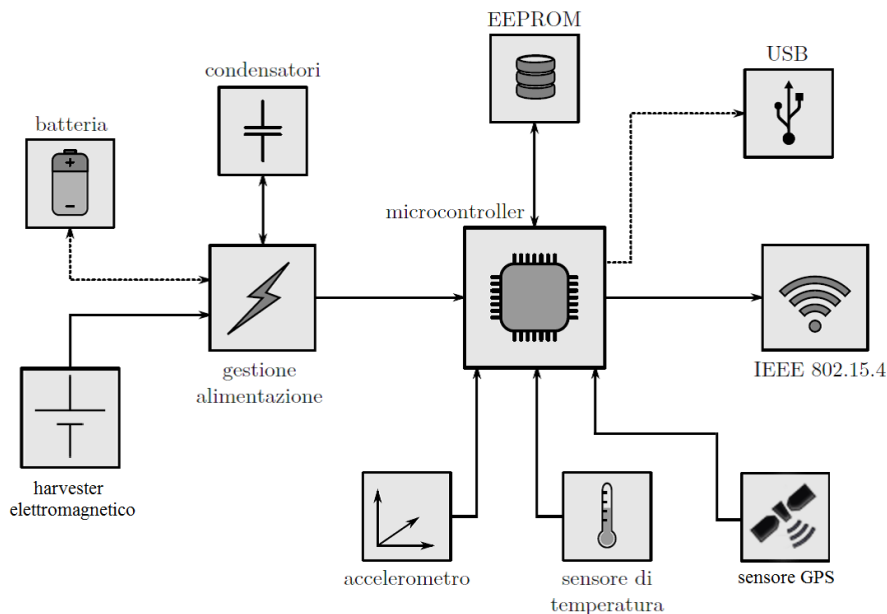 EEPROM
USB
condensatori
batteria
microcontroller
gestione
alimentazione
IEEE 802.15.4
harvester
elettromagnetico
accelerometro
sensore di
temperatura
sensore GPS